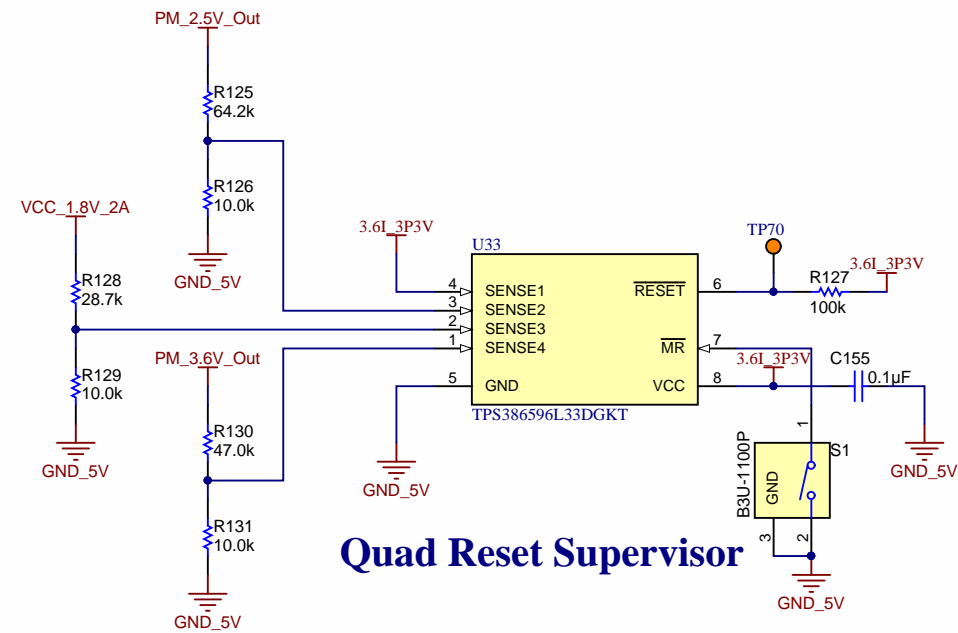 PM_2.5V_Out
R125
64.2k
R126
10.0k
GND_5V
VCC_1.8V_2A
R128
28.7k
R129
10.0k
GND_5V
PM_3.6V_Out
R130
47.0k
R131
10.0k
GND_5V
3.6I_3P3V
U33
4 SENSE1
3 SENSE2
2 SENSE3
1 SENSE4
5 GND
RESET 6
MR 7
VCC 8
TPS386596L33DGKT
GND_5V
TP70
R127
100k
3.6I_3P3V
3.6I_3P3V
C155
0.1µF
GND_5V
1
S1
B3U-1100P
GND
3
2
GND_5V
Quad Reset Supervisor